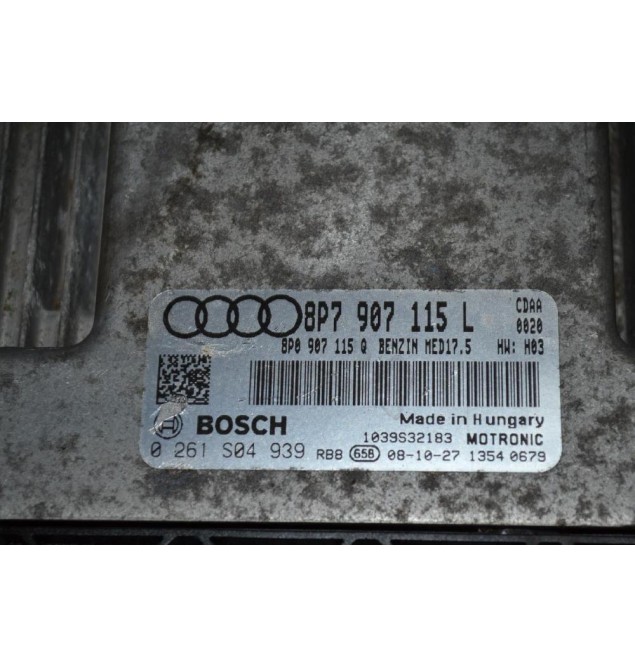 8P7 907 115 L CDAA
0020
8P0 907 115 Q BENZIN MED17.5 HW: H03
BOSCH Made in Hungary
1039S32183 MOTRONIC
0 261 S04 939 RBB 658 08-10-27 1354 0679